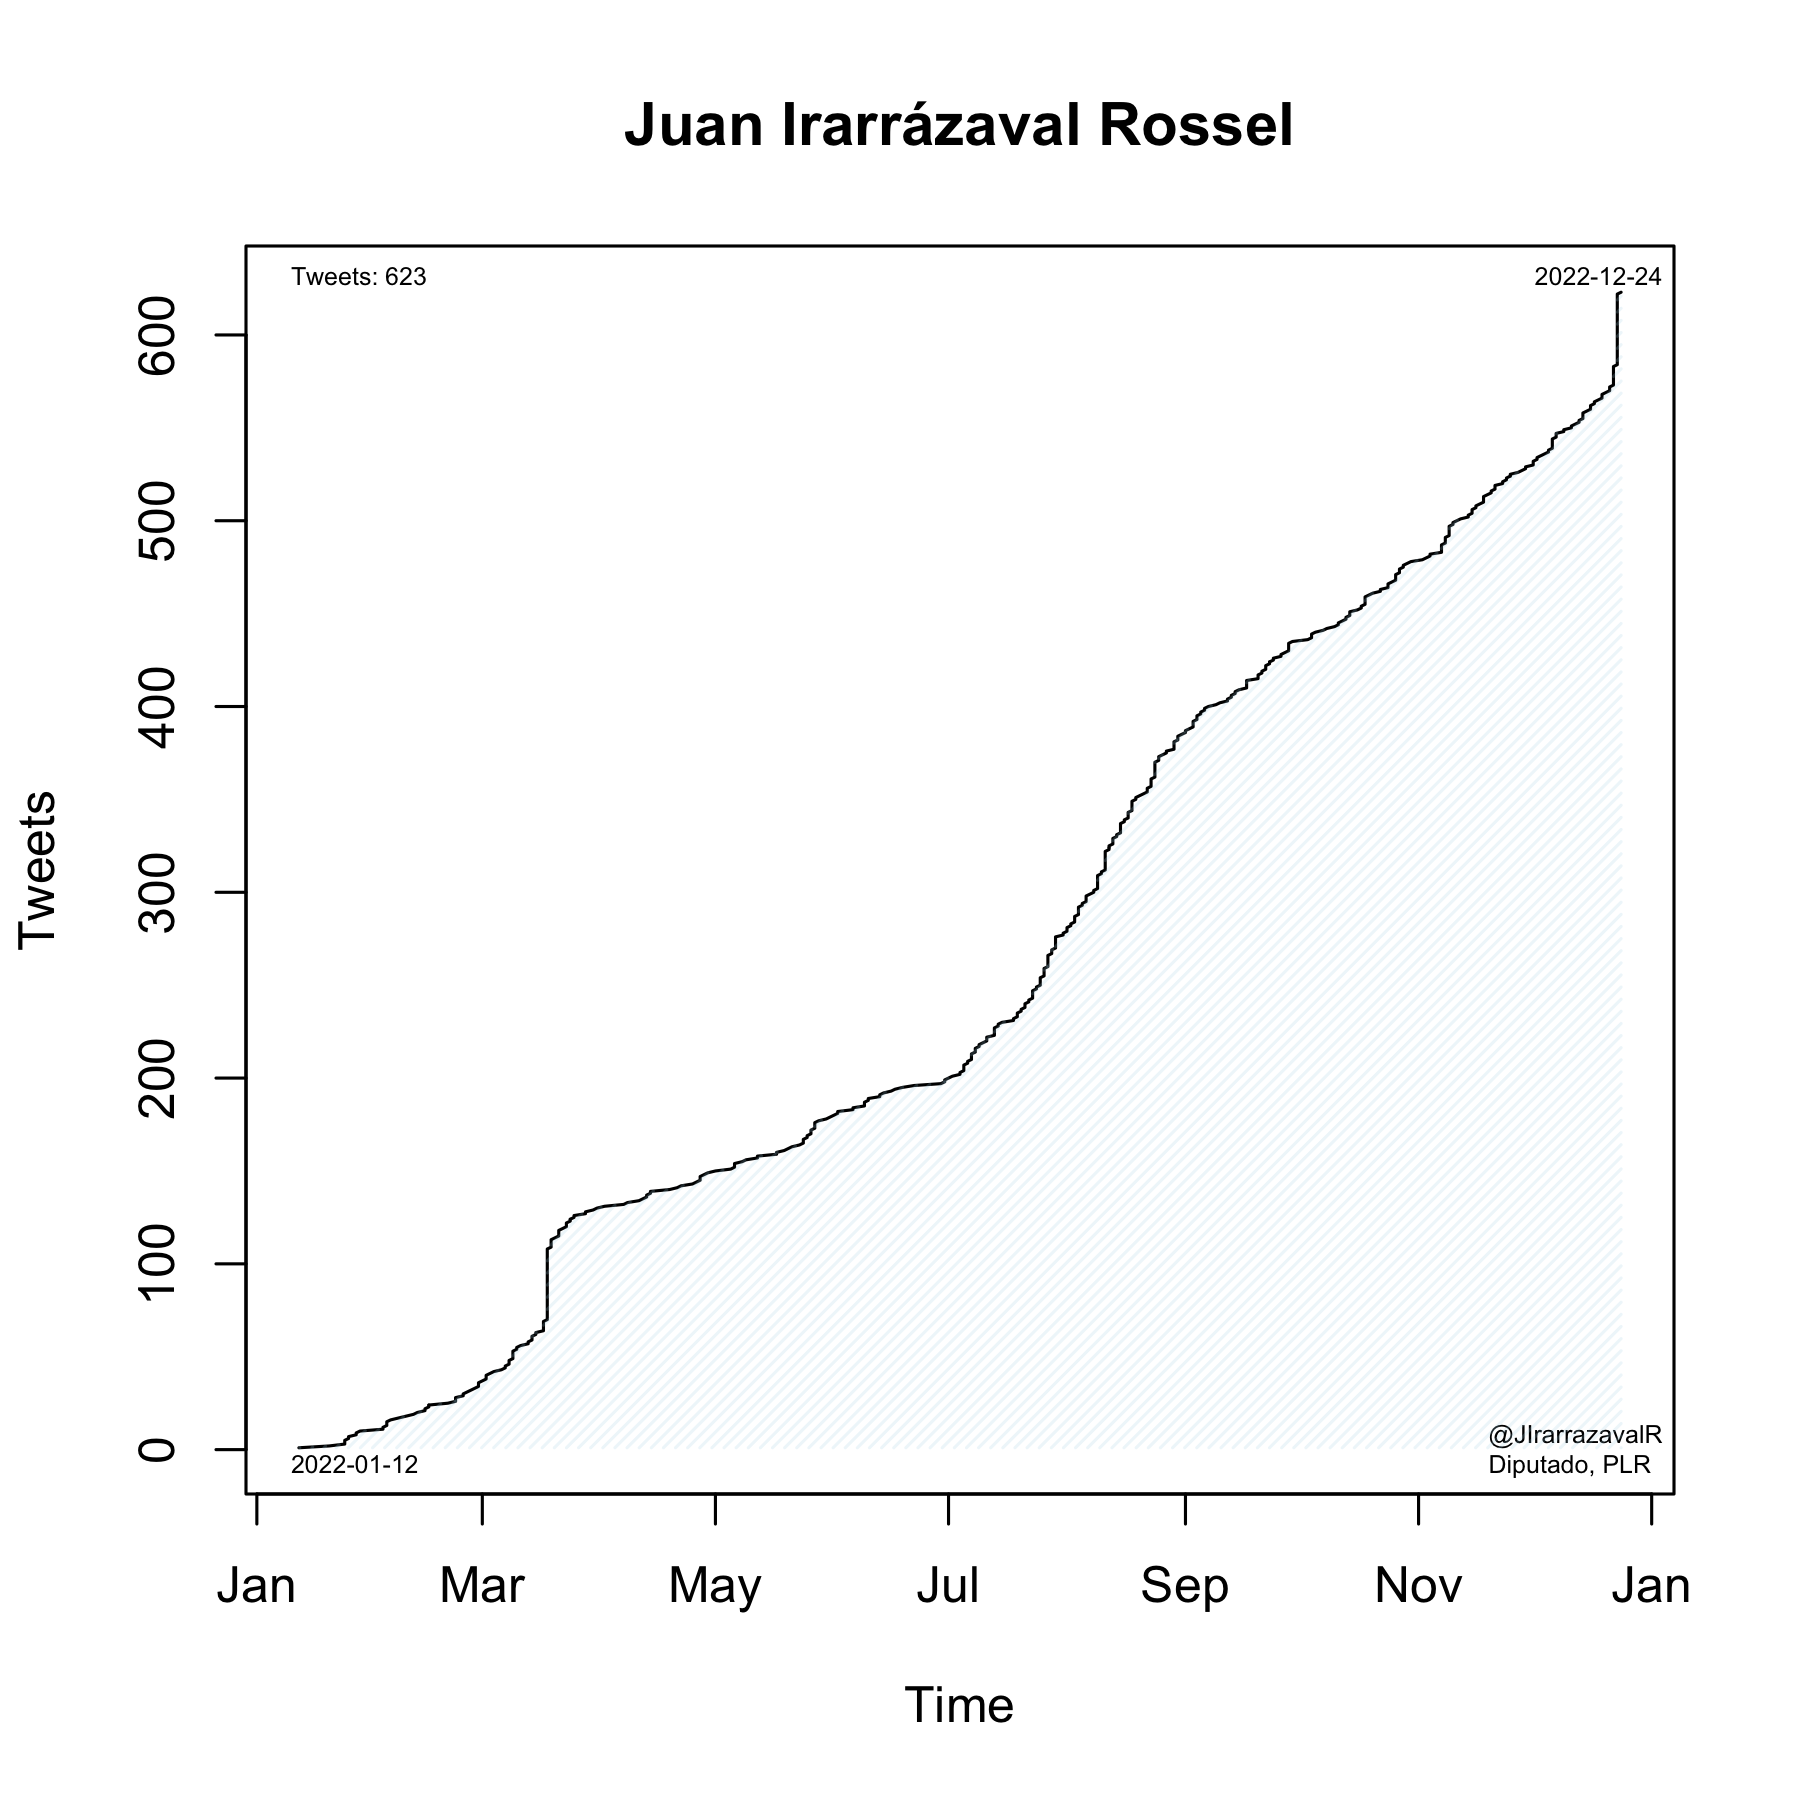 Juan Irarrázaval Rossel
Tweets: 623
2022-12-24
600
500
400
300
200
100
0
Tweets
@JIrarrazavalR
Diputado, PLR
2022-01-12
Jan Mar May Jul Sep Nov Jan
Time